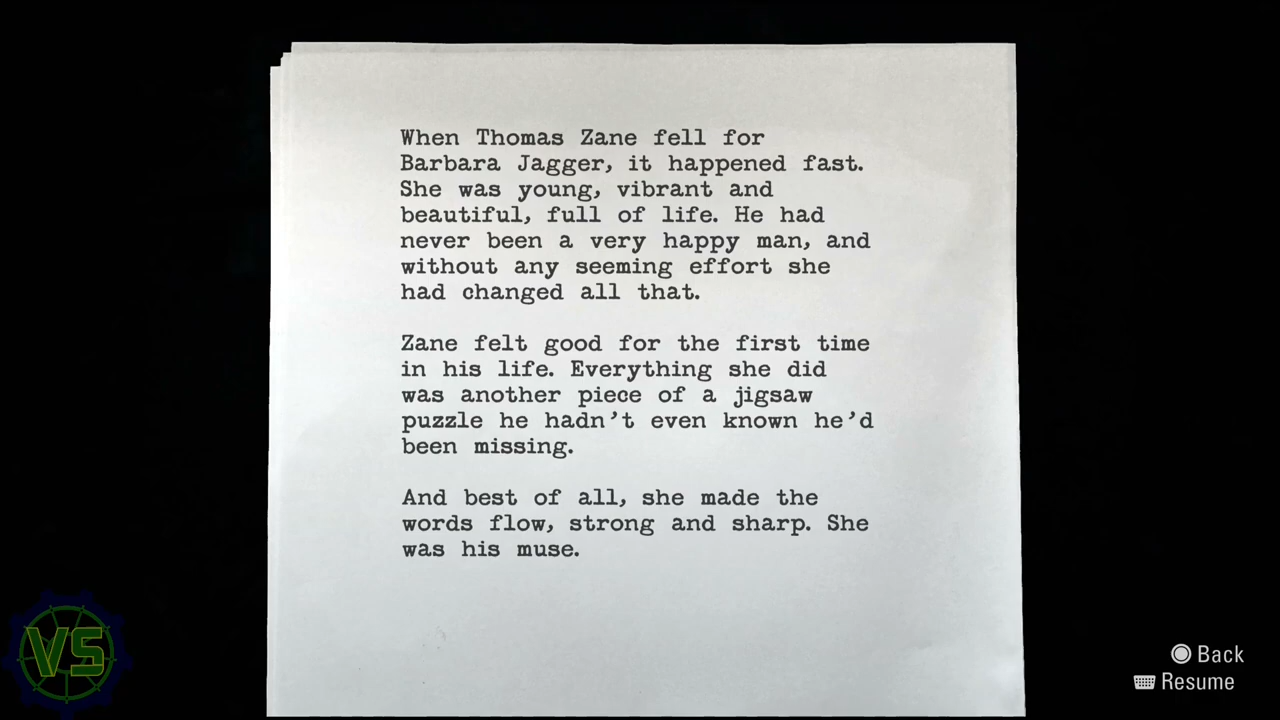 When Thomas Zane fell for
Barbara Jagger, it happened fast.
She was young, vibrant and
beautiful, full of life. He had
never been a very happy man, and
without any seeming effort she
had changed all that.
Zane felt good for the first time
in his life. Everything she did
was another piece of a jigsaw
puzzle he hadn't even known he'd
been missing.
And best of all, she made the
words flow, strong and sharp. She
was his muse.
VS
Back
Resume